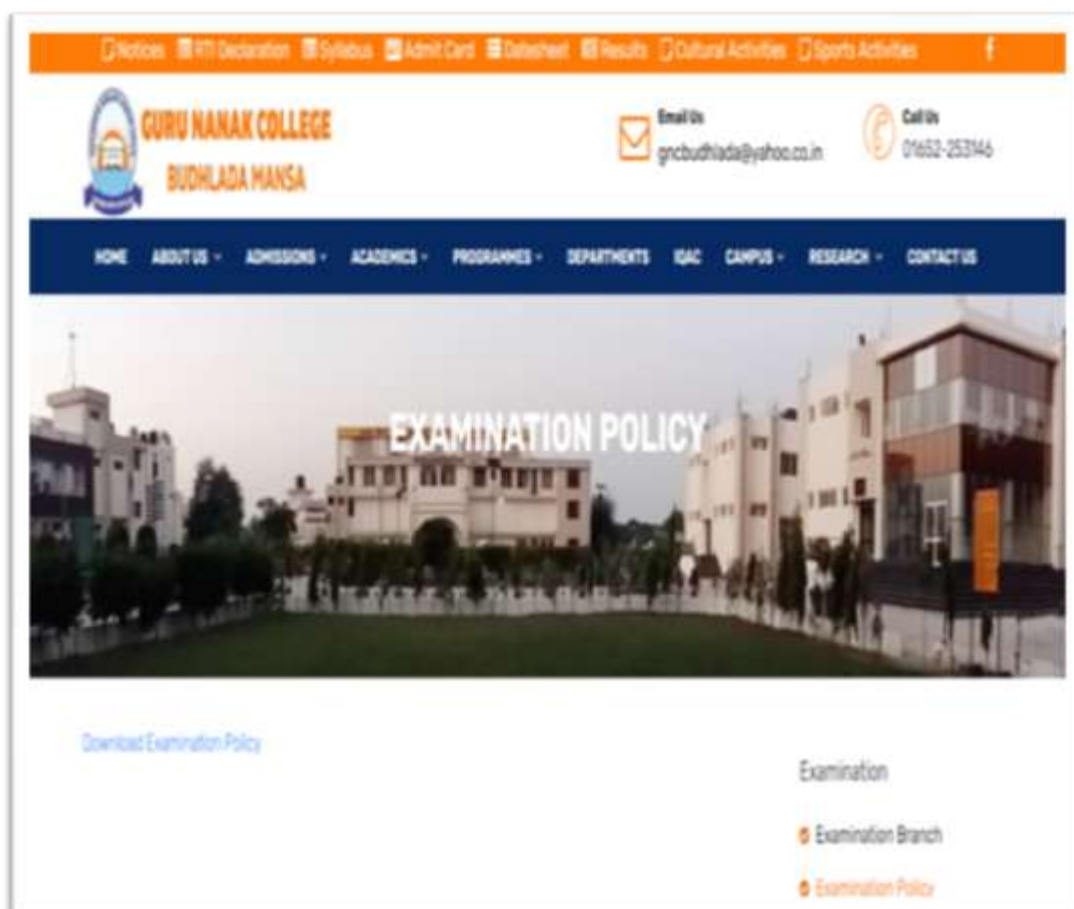 Notices RTI Declaration Syllabus Admit Card Datesheet Results Cultural Activities Sports Activities
GURU NANAK COLLEGE
BUDHLADA MANSA
Email Us
gncbudhlada@yahoo.co.in
Call Us
01652-253146
HOME ABOUT US ADMISSIONS ACADEMICS PROGRAMMES DEPARTMENTS IQAC CAMPUS RESEARCH CONTACT US
EXAMINATION POLICY
Download Examination Policy
Examination
Examination Branch
Examination Policy